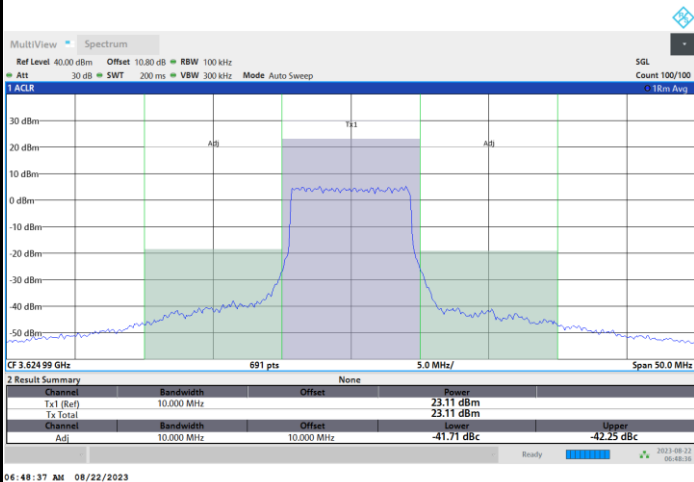 MultiView Spectrum
Ref Level 40.00 dBm Offset 10.80 dB RBW 100 kHz SGL
Att 30 dB SWT 200 ms VBW 300 kHz Mode Auto Sweep Count 100/100
1 ACLR 1Rm Avg
30 dBm
Tx1
20 dBm
Adj Adj
10 dBm
0 dBm
-10 dBm
-20 dBm
-30 dBm
-40 dBm
-50 dBm
CF 3.62499 GHz 691 pts 5.0 MHz/ Span 50.0 MHz
2 Result Summary None
Channel Bandwidth Offset Power
Tx1 (Ref) 10.000 MHz 23.11 dBm
Tx Total 23.11 dBm
Channel Bandwidth Offset Lower Upper
Adj 10.000 MHz 10.000 MHz -41.71 dBc -42.25 dBc
Ready 2023-08-22
06:48:38
06:48:37 AM 08/22/2023